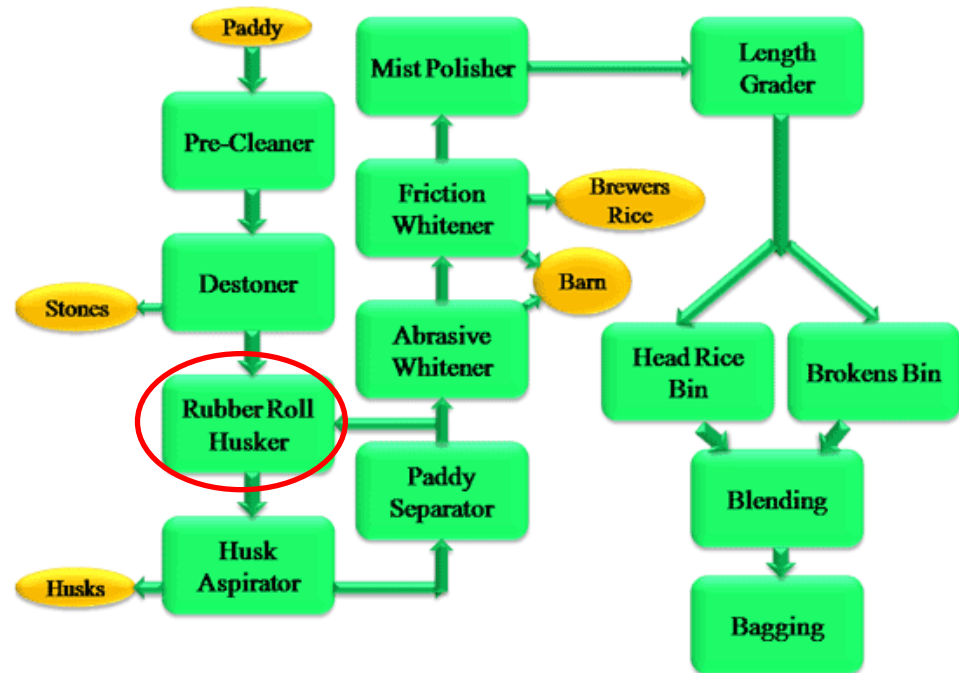 Paddy
Pre-Cleaner
Destoner
Stones
Rubber Roll
Husker
Husk
Aspirator
Husks
Paddy
Separator
Abrasive
Whitener
Friction
Whitener
Barn
Brewers
Rice
Mist Polisher
Length
Grader
Head Rice
Bin
Brokens Bin
Blending
Bagging